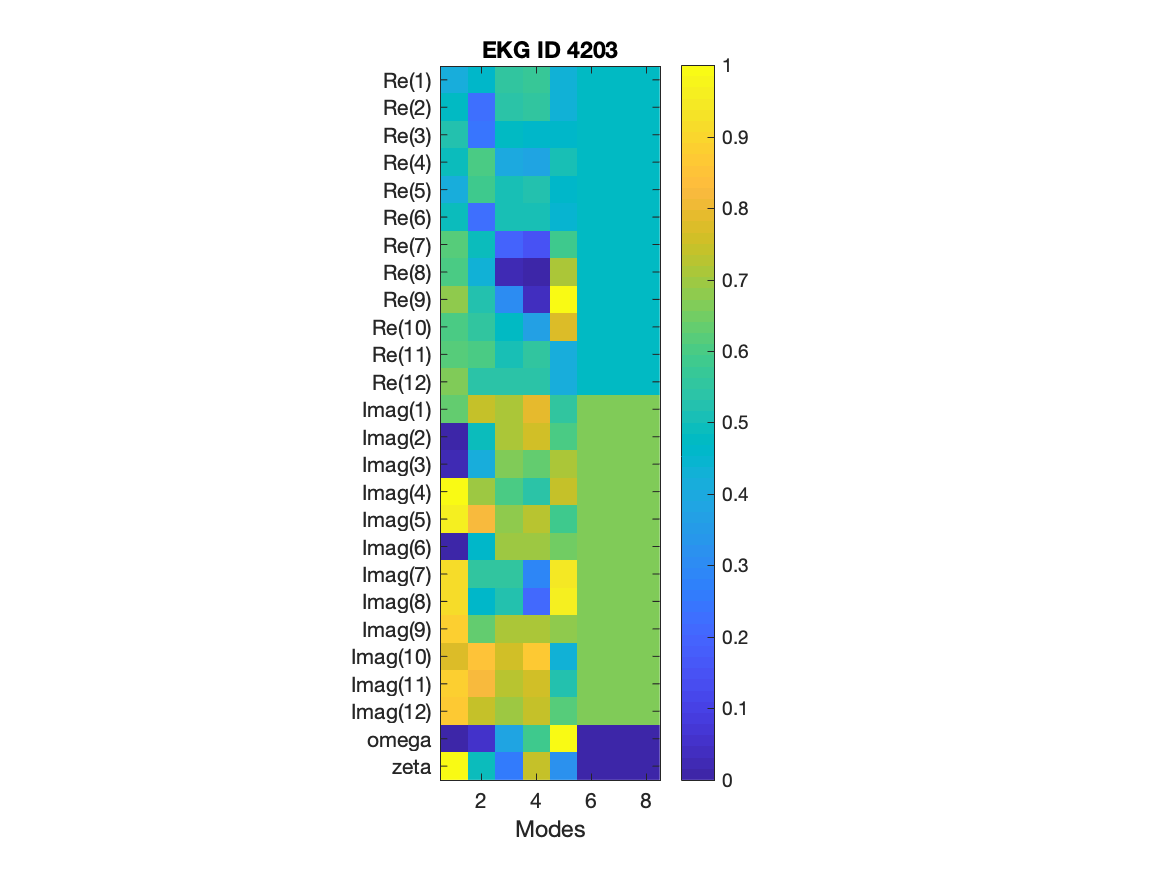 EKG ID 4203
Re(1)
Re(2)
Re(3)
Re(4)
Re(5)
Re(6)
Re(7)
Re(8)
Re(9)
Re(10)
Re(11)
Re(12)
Imag(1)
Imag(2)
Imag(3)
Imag(4)
Imag(5)
Imag(6)
Imag(7)
Imag(8)
Imag(9)
Imag(10)
Imag(11)
Imag(12)
omega
zeta
2 4 6 8
Modes
1
0.9
0.8
0.7
0.6
0.5
0.4
0.3
0.2
0.1
0